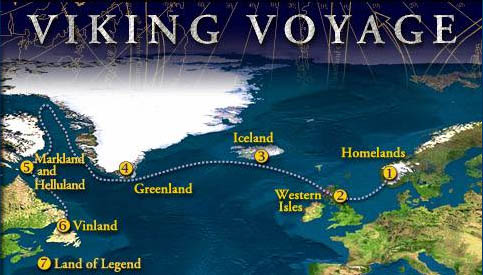 VIKING VOYAGE
Iceland
3
Homelands
1
5
Markland
and
Helluland
4
Greenland
Western
Isles
2
6
Vinland
7
Land of Legend